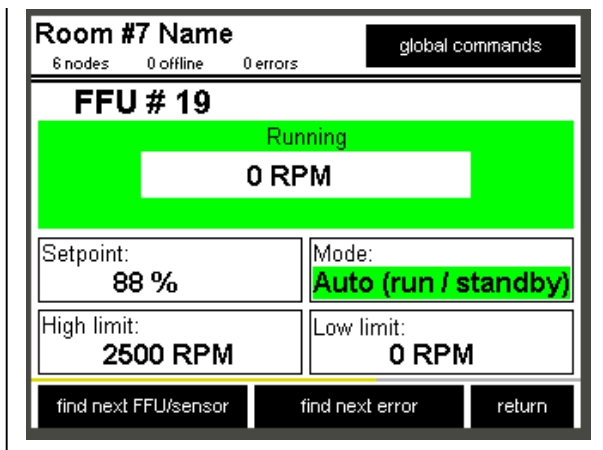 Room #7 Name
global commands
6 nodes 0 offline 0 errors
FFU # 19
Running
0 RPM
Setpoint:
88 %
Mode:
Auto (run / standby)
High limit:
2500 RPM
Low limit:
0 RPM
find next FFU/sensor find next error return